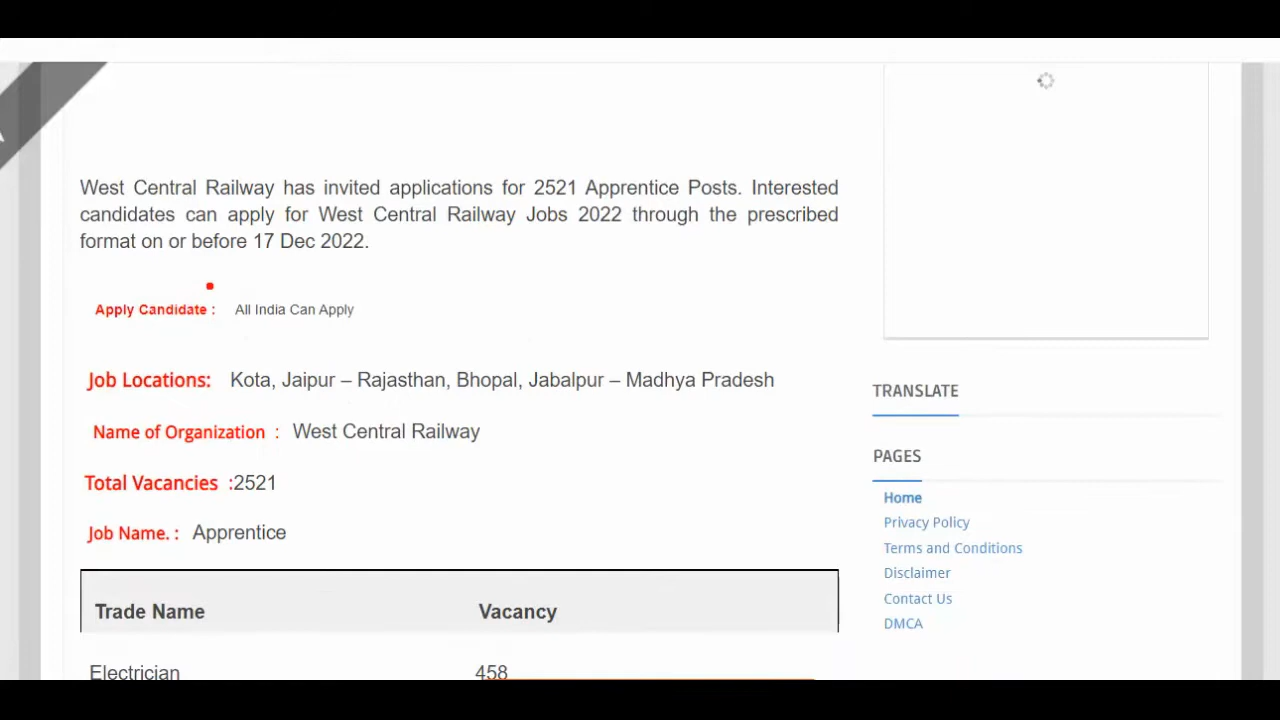 West Central Railway has invited applications for 2521 Apprentice Posts. Interested
candidates can apply for West Central Railway Jobs 2022 through the prescribed
format on or before 17 Dec 2022.
Apply Candidate : All India Can Apply
Job Locations: Kota, Jaipur – Rajasthan, Bhopal, Jabalpur – Madhya Pradesh
Name of Organization : West Central Railway
Total Vacancies :2521
Job Name. : Apprentice
Trade Name Vacancy
Electrician 458
TRANSLATE
PAGES
Home
Privacy Policy
Terms and Conditions
Disclaimer
Contact Us
DMCA